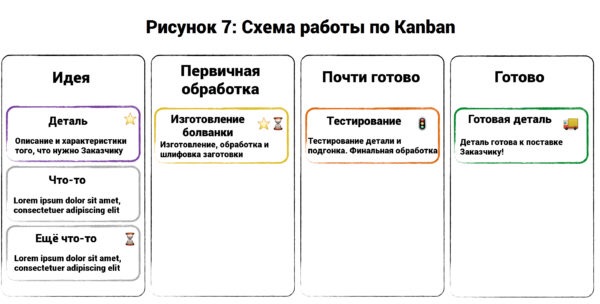 Рисунок 7: Схема работы по Kanban
Идея
Деталь
Описание и характеристики
того, что нужно Заказчику
Что-то
Lorem ipsum dolor sit amet,
consectetuer adipiscing elit
Ещё что-то
Lorem ipsum dolor sit amet,
consectetuer adipiscing elit
Первичная
обработка
Изготовление
болванки
Изготовление, обработка и
шлифовка заготовки
Почти готово
Тестирование
Тестирование детали и
подгонка. Финальная обработка
Готово
Готовая деталь
Деталь готова к поставке
Заказчику!